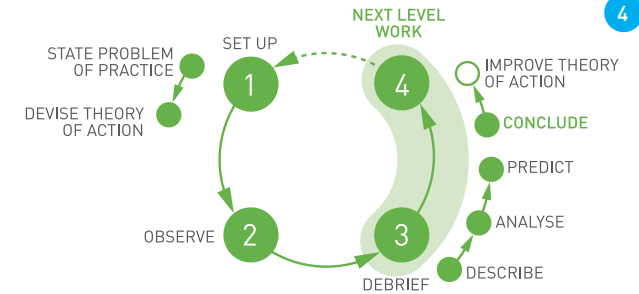 4
NEXT LEVEL
WORK
SET UP
STATE PROBLEM
OF PRACTICE
DEVISE THEORY
OF ACTION
1
4
IMPROVE THEORY
OF ACTION
CONCLUDE
PREDICT
OBSERVE
2
3
ANALYSE
DESCRIBE
DEBRIEF